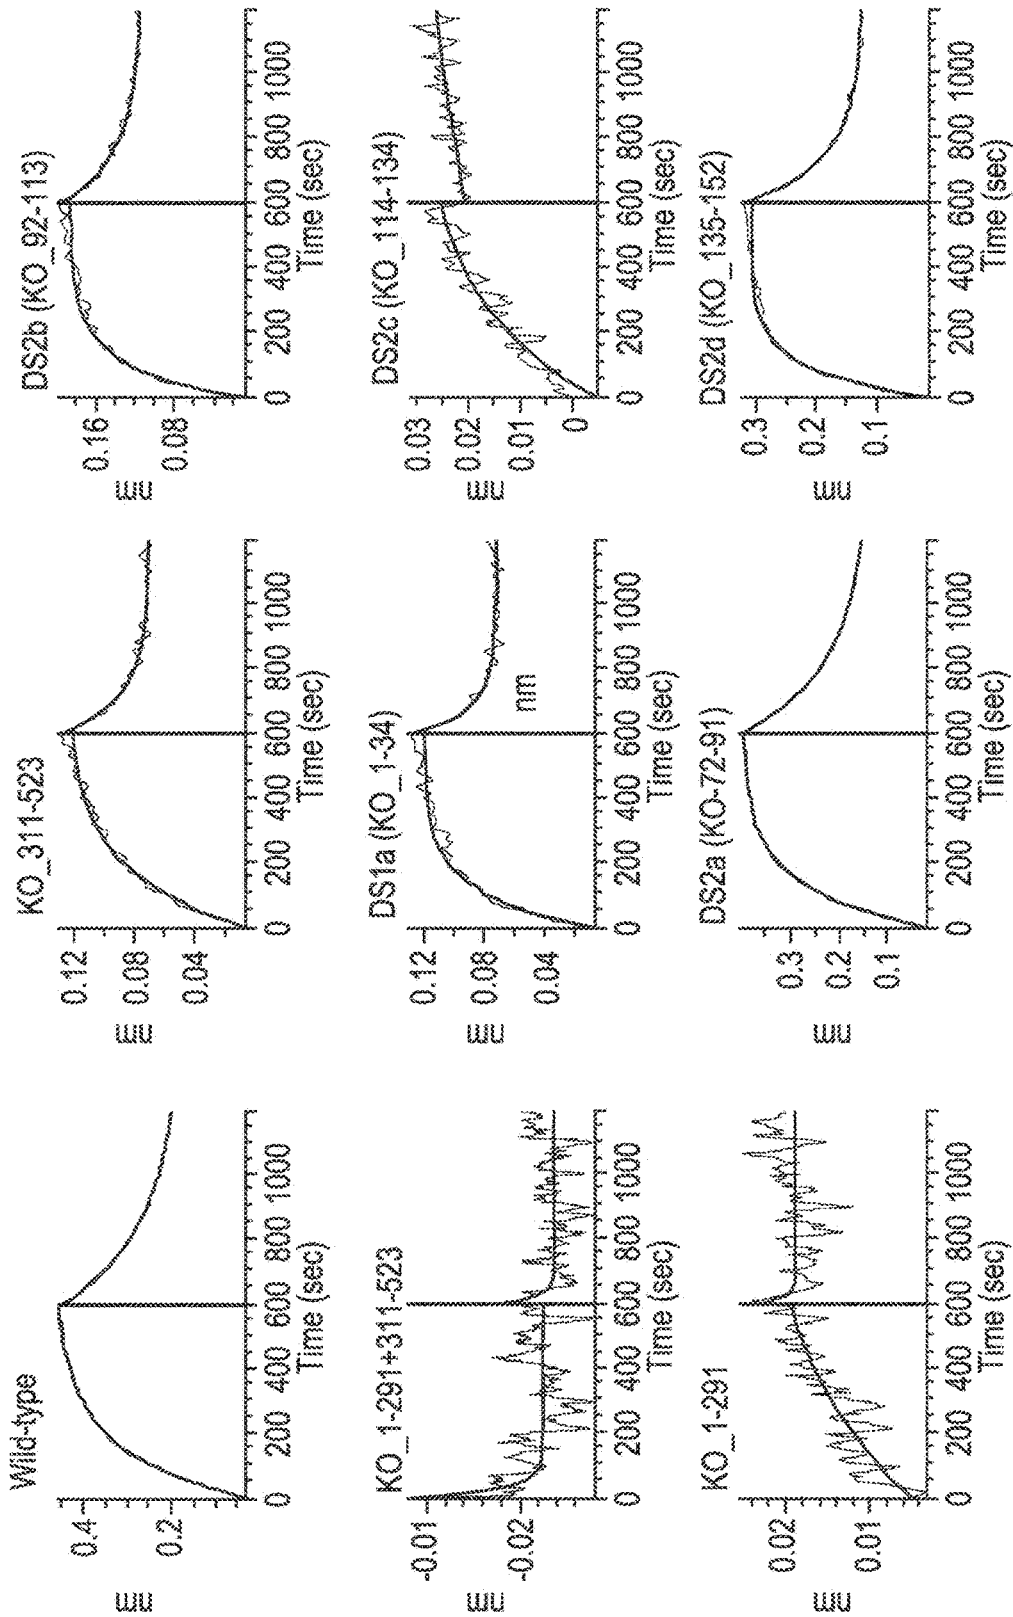 Wild-type
nm
0.4
0.2
0 200 400 600 800 1000
Time (sec)
KO_311-523
nm
0.12
0.08
0.04
0 200 400 600 800 1000
Time (sec)
DS2b (KO_92-113)
nm
0.16
0.08
0 200 400 600 800 1000
Time (sec)
KO_1-291+311-523
nm
-0.01
-0.02
0 200 400 600 800 1000
Time (sec)
DS1a (KO_1-34)
nm
0.12
0.08
0.04
nm
0 200 400 600 800 1000
Time (sec)
DS2c (KO_114-134)
nm
0.03
0.02
0.01
0
0 200 400 600 800 1000
Time (sec)
KO_1-291
nm
0.02
0.01
0 200 400 600 800 1000
Time (sec)
DS2a (KO-72-91)
nm
0.3
0.2
0.1
0 200 400 600 800 1000
Time (sec)
DS2d (KO_135-152)
nm
0.3
0.2
0.1
0 200 400 600 800 1000
Time (sec)